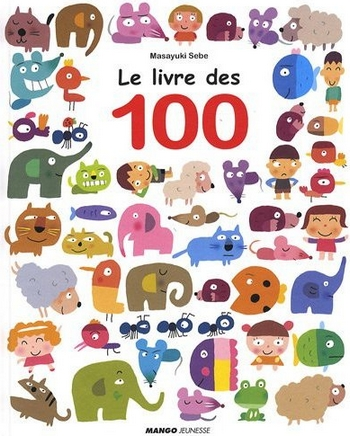 Masayuki Sebe
Le livre des
100
MANGO JEUNESSE